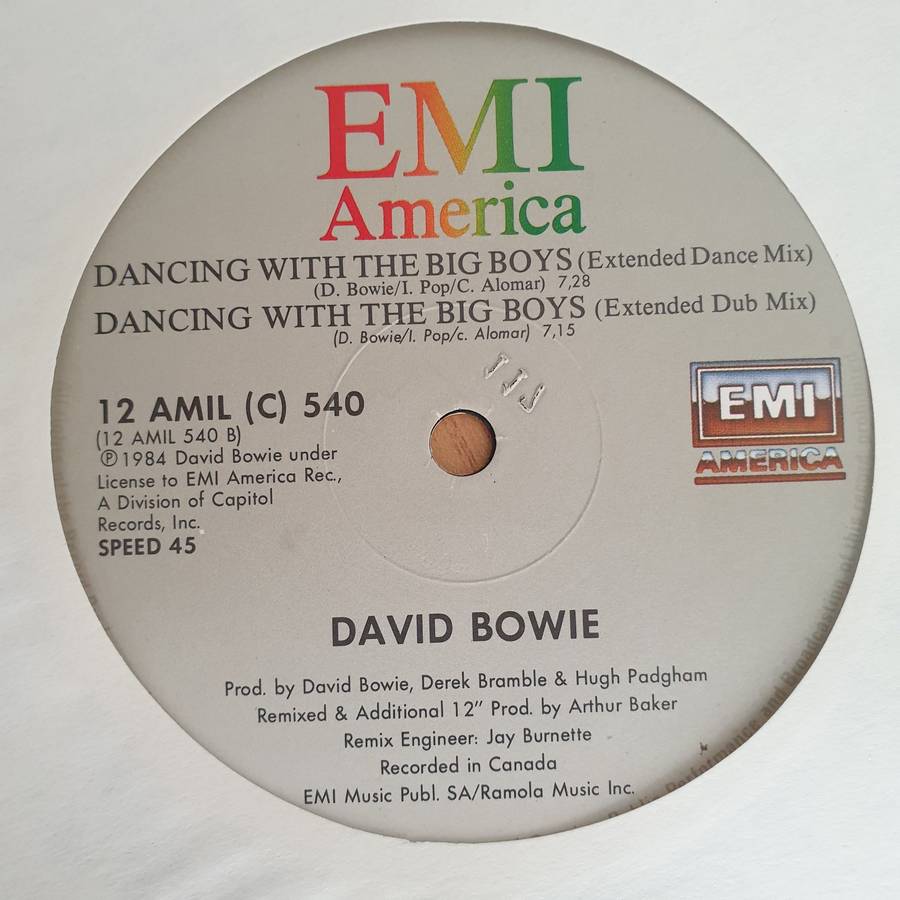 EMI
America
DANCING WITH THE BIG BOYS (Extended Dance Mix)
(D. Bowie/I. Pop/C. Alomar) 7,28
DANCING WITH THE BIG BOYS (Extended Dub Mix)
(D. Bowie/I. Pop/c. Alomar) 7,15
12 AMIL (C) 540
(12 AMIL 540 B)
℗ 1984 David Bowie under
License to EMI America Rec.,
A Division of Capitol
Records, Inc.
SPEED 45
EMI
AMERICA
DAVID BOWIE
Prod. by David Bowie, Derek Bramble & Hugh Padgham
Remixed & Additional 12” Prod. by Arthur Baker
Remix Engineer: Jay Burnette
Recorded in Canada
EMI Music Publ. SA/Ramola Music Inc.
and Broadcasting of